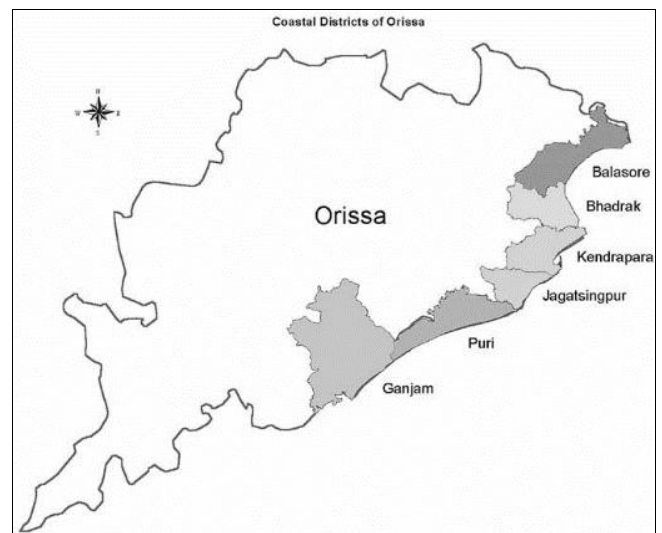 Coastal Districts of Orissa
N
W E
S
Balasore
Bhadrak
Orissa
Kendrapara
Jagatsingpur
Puri
Ganjam